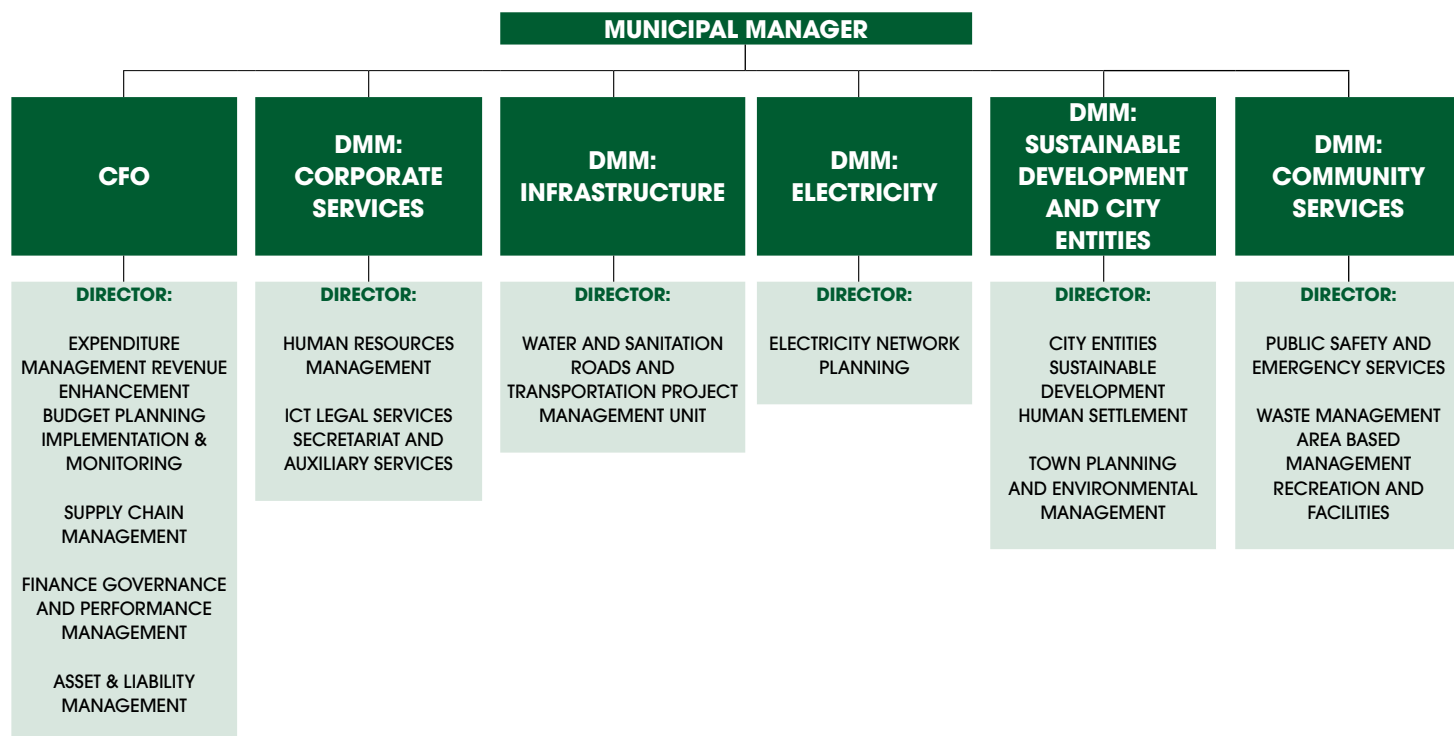 MUNICIPAL MANAGER
CFO
DMM:
CORPORATE
SERVICES
DMM:
INFRASTRUCTURE
DMM:
ELECTRICITY
DMM:
SUSTAINABLE
DEVELOPMENT
AND CITY
ENTITIES
DMM:
COMMUNITY
SERVICES
DIRECTOR:
EXPENDITURE
MANAGEMENT REVENUE
ENHANCEMENT
BUDGET PLANNING
IMPLEMENTATION &
MONITORING
SUPPLY CHAIN
MANAGEMENT
FINANCE GOVERNANCE
AND PERFORMANCE
MANAGEMENT
ASSET & LIABILITY
MANAGEMENT
DIRECTOR:
HUMAN RESOURCES
MANAGEMENT
ICT LEGAL SERVICES
SECRETARIAT AND
AUXILIARY SERVICES
DIRECTOR:
WATER AND SANITATION
ROADS AND
TRANSPORTATION PROJECT
MANAGEMENT UNIT
DIRECTOR:
ELECTRICITY NETWORK
PLANNING
DIRECTOR:
CITY ENTITIES
SUSTAINABLE
DEVELOPMENT
HUMAN SETTLEMENT
TOWN PLANNING
AND ENVIRONMENTAL
MANAGEMENT
DIRECTOR:
PUBLIC SAFETY AND
EMERGENCY SERVICES
WASTE MANAGEMENT
AREA BASED
MANAGEMENT
RECREATION AND
FACILITIES